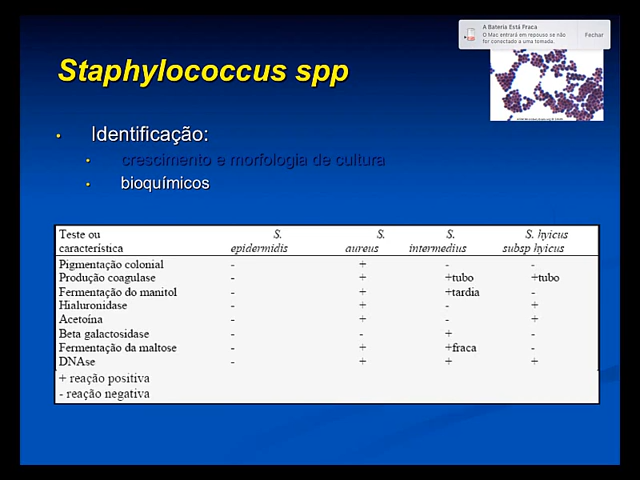 A Bateria Está Fraca
O Mac entrará em repouso se não
for conectado a uma tomada.
Fechar
Staphylococcus spp
• Identificação:
• crescimento e morfologia de cultura
• bioquímicos
Teste ou característica S. epidermidis S. aureus S. intermedius S. hyicus subsp hyicus
Pigmentação colonial - + - -
Produção coagulase - + +tubo +tubo
Fermentação do manitol - + +tardia -
Hialuronidase - + - +
Acetoína - + - +
Beta galactosidase - - + -
Fermentação da maltose - + +fraca -
DNAse - + + +
+ reação positiva
- reação negativa